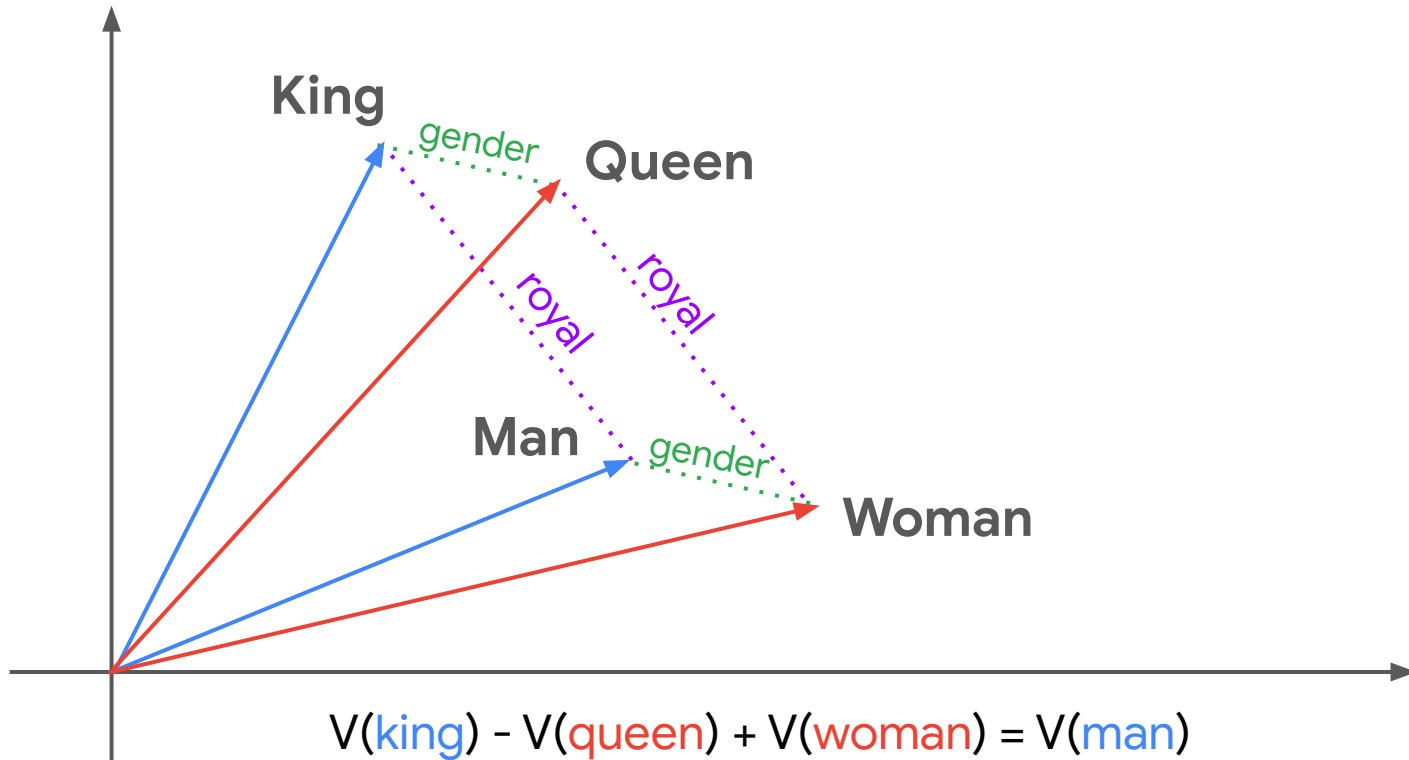 King
gender
Queen
royal
royal
Man
gender
Woman
V(king) - V(queen) + V(woman) = V(man)